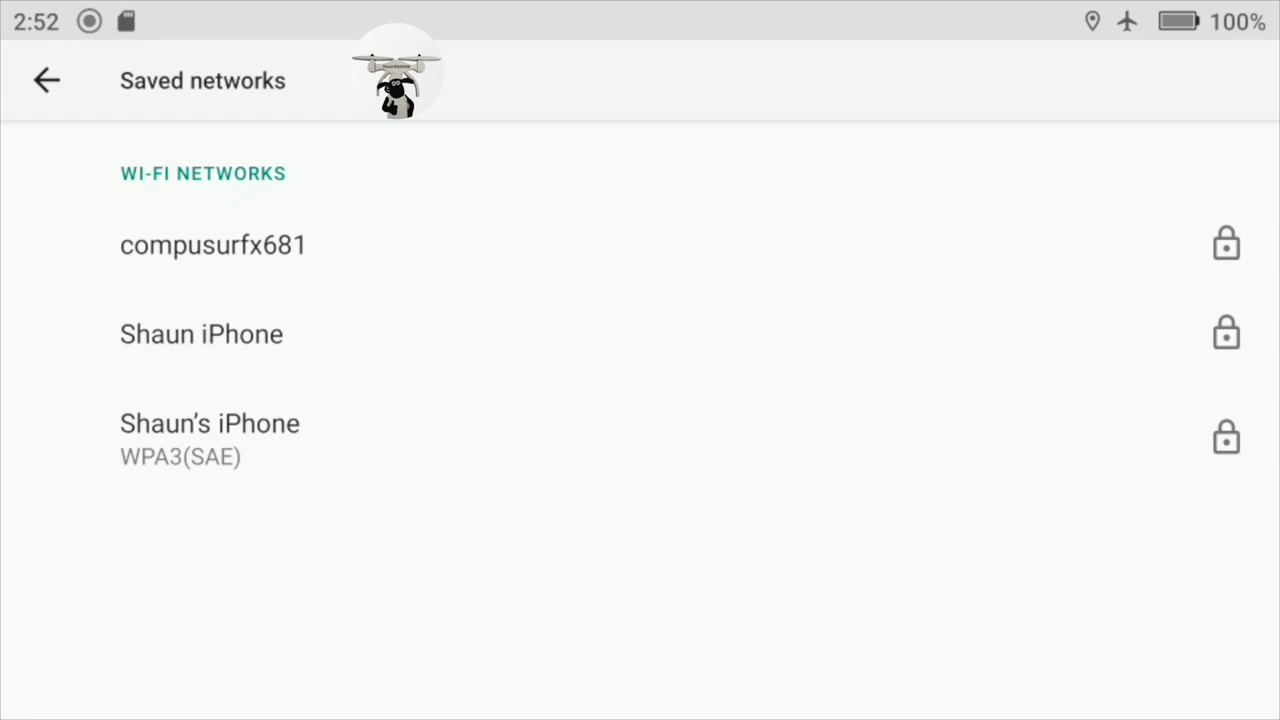 2:52
100%
Saved networks
WI-FI NETWORKS
compusurfx681
Shaun iPhone
Shaun’s iPhone
WPA3(SAE)